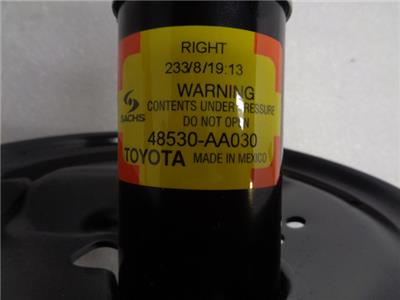 RIGHT
233/8/19:13
WARNING
CONTENTS UNDER PRESSURE
DO NOT OPEN
SACHS
48530-AA030
TOYOTA MADE IN MEXICO